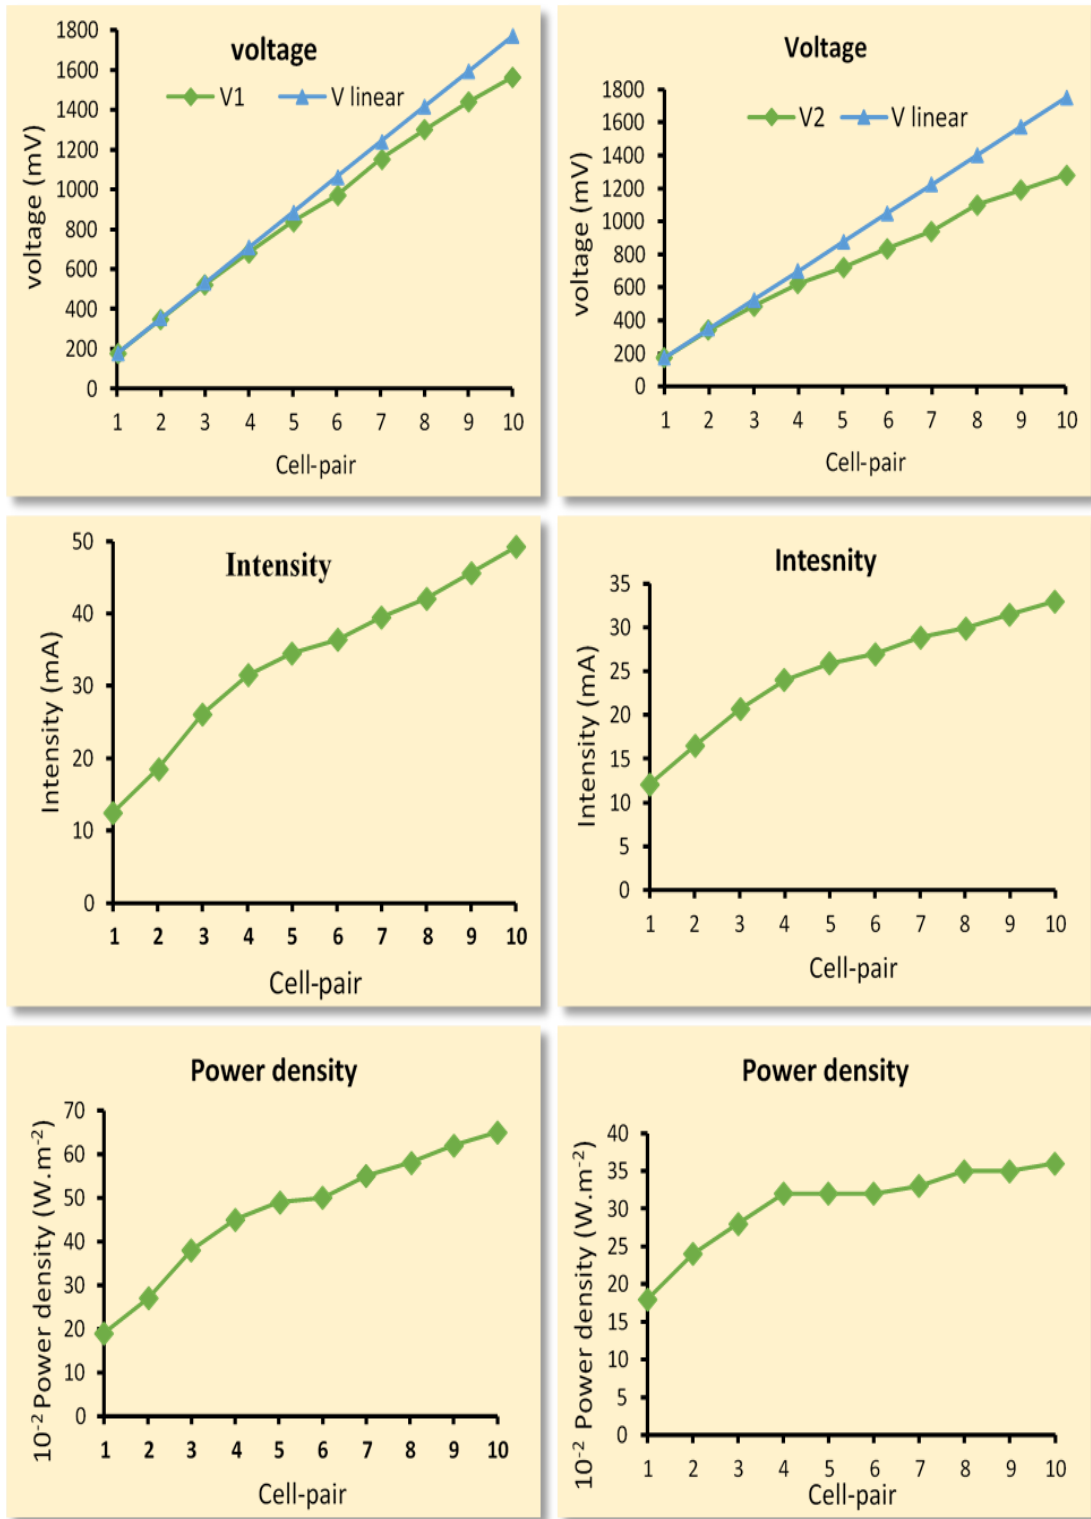 voltage
V1
V linear
voltage (mV)
1800
1600
1400
1200
1000
800
600
400
200
0
1 2 3 4 5 6 7 8 9 10
Cell-pair
Voltage
V2
V linear
voltage (mV)
1800
1600
1400
1200
1000
800
600
400
200
0
1 2 3 4 5 6 7 8 9 10
Cell-pair
Intensity
Intensity (mA)
50
40
30
20
10
0
1 2 3 4 5 6 7 8 9 10
Cell-pair
Intesnity
Intensity (mA)
35
30
25
20
15
10
5
0
1 2 3 4 5 6 7 8 9 10
Cell-pair
Power density
10⁻² Power density (W.m⁻²)
70
60
50
40
30
20
10
0
1 2 3 4 5 6 7 8 9 10
Cell-pair
Power density
10⁻² Power density (W.m⁻²)
40
35
30
25
20
15
10
5
0
1 2 3 4 5 6 7 8 9 10
Cell-pair